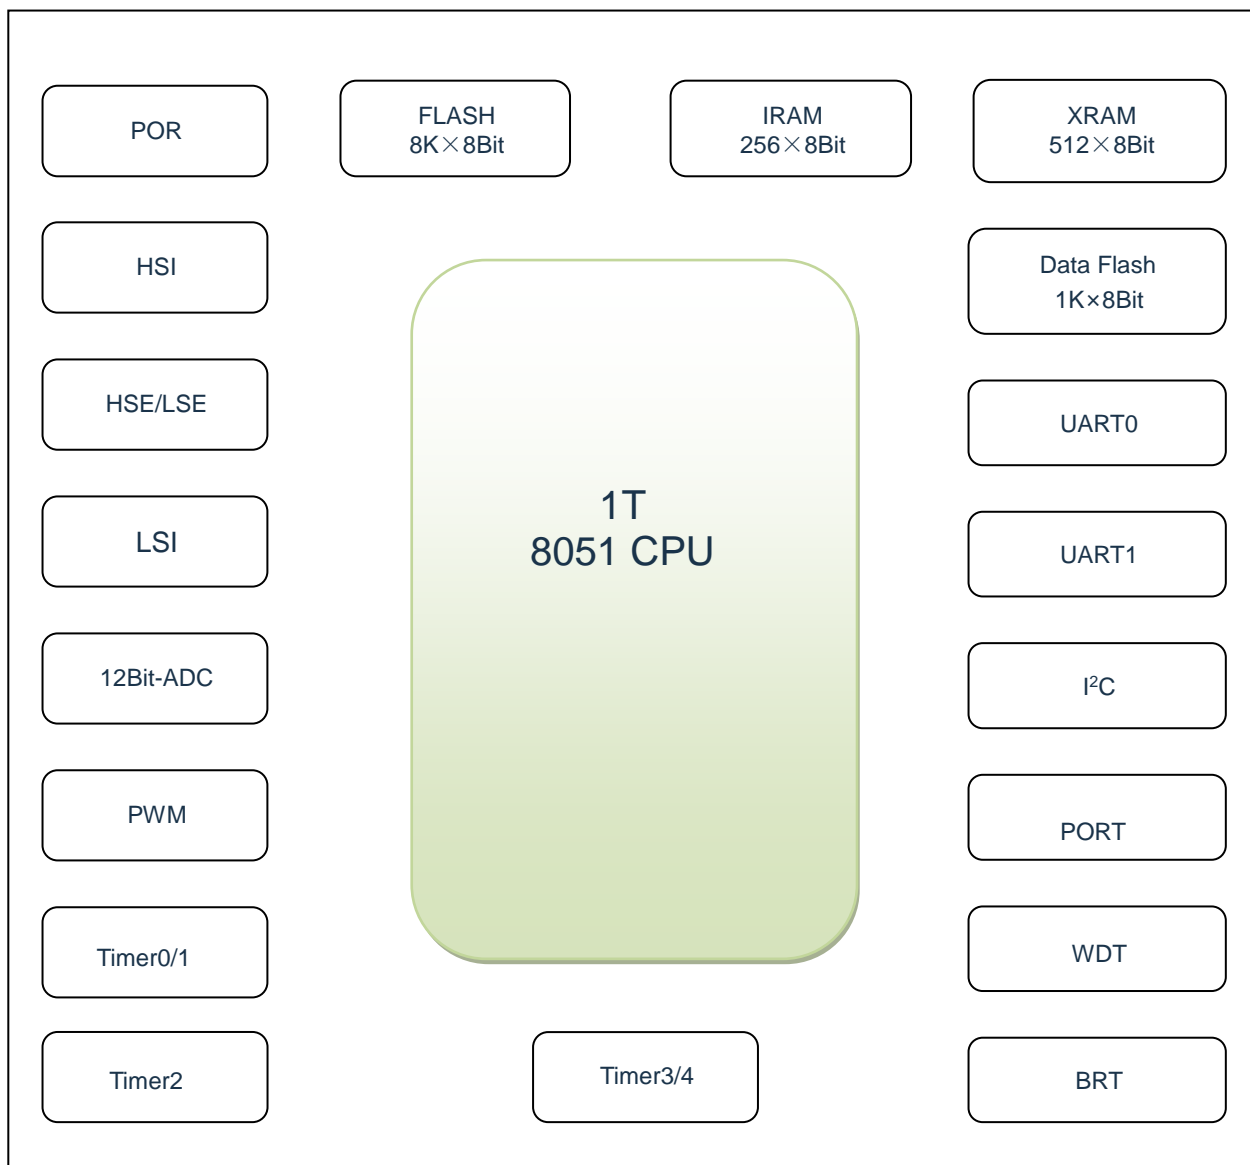 POR
FLASH
8K×8Bit
IRAM
256×8Bit
XRAM
512×8Bit
HSI
Data Flash
1K×8Bit
HSE/LSE
UART0
1T
8051 CPU
LSI
UART1
12Bit-ADC
I²C
PWM
PORT
Timer0/1
WDT
Timer2
Timer3/4
BRT